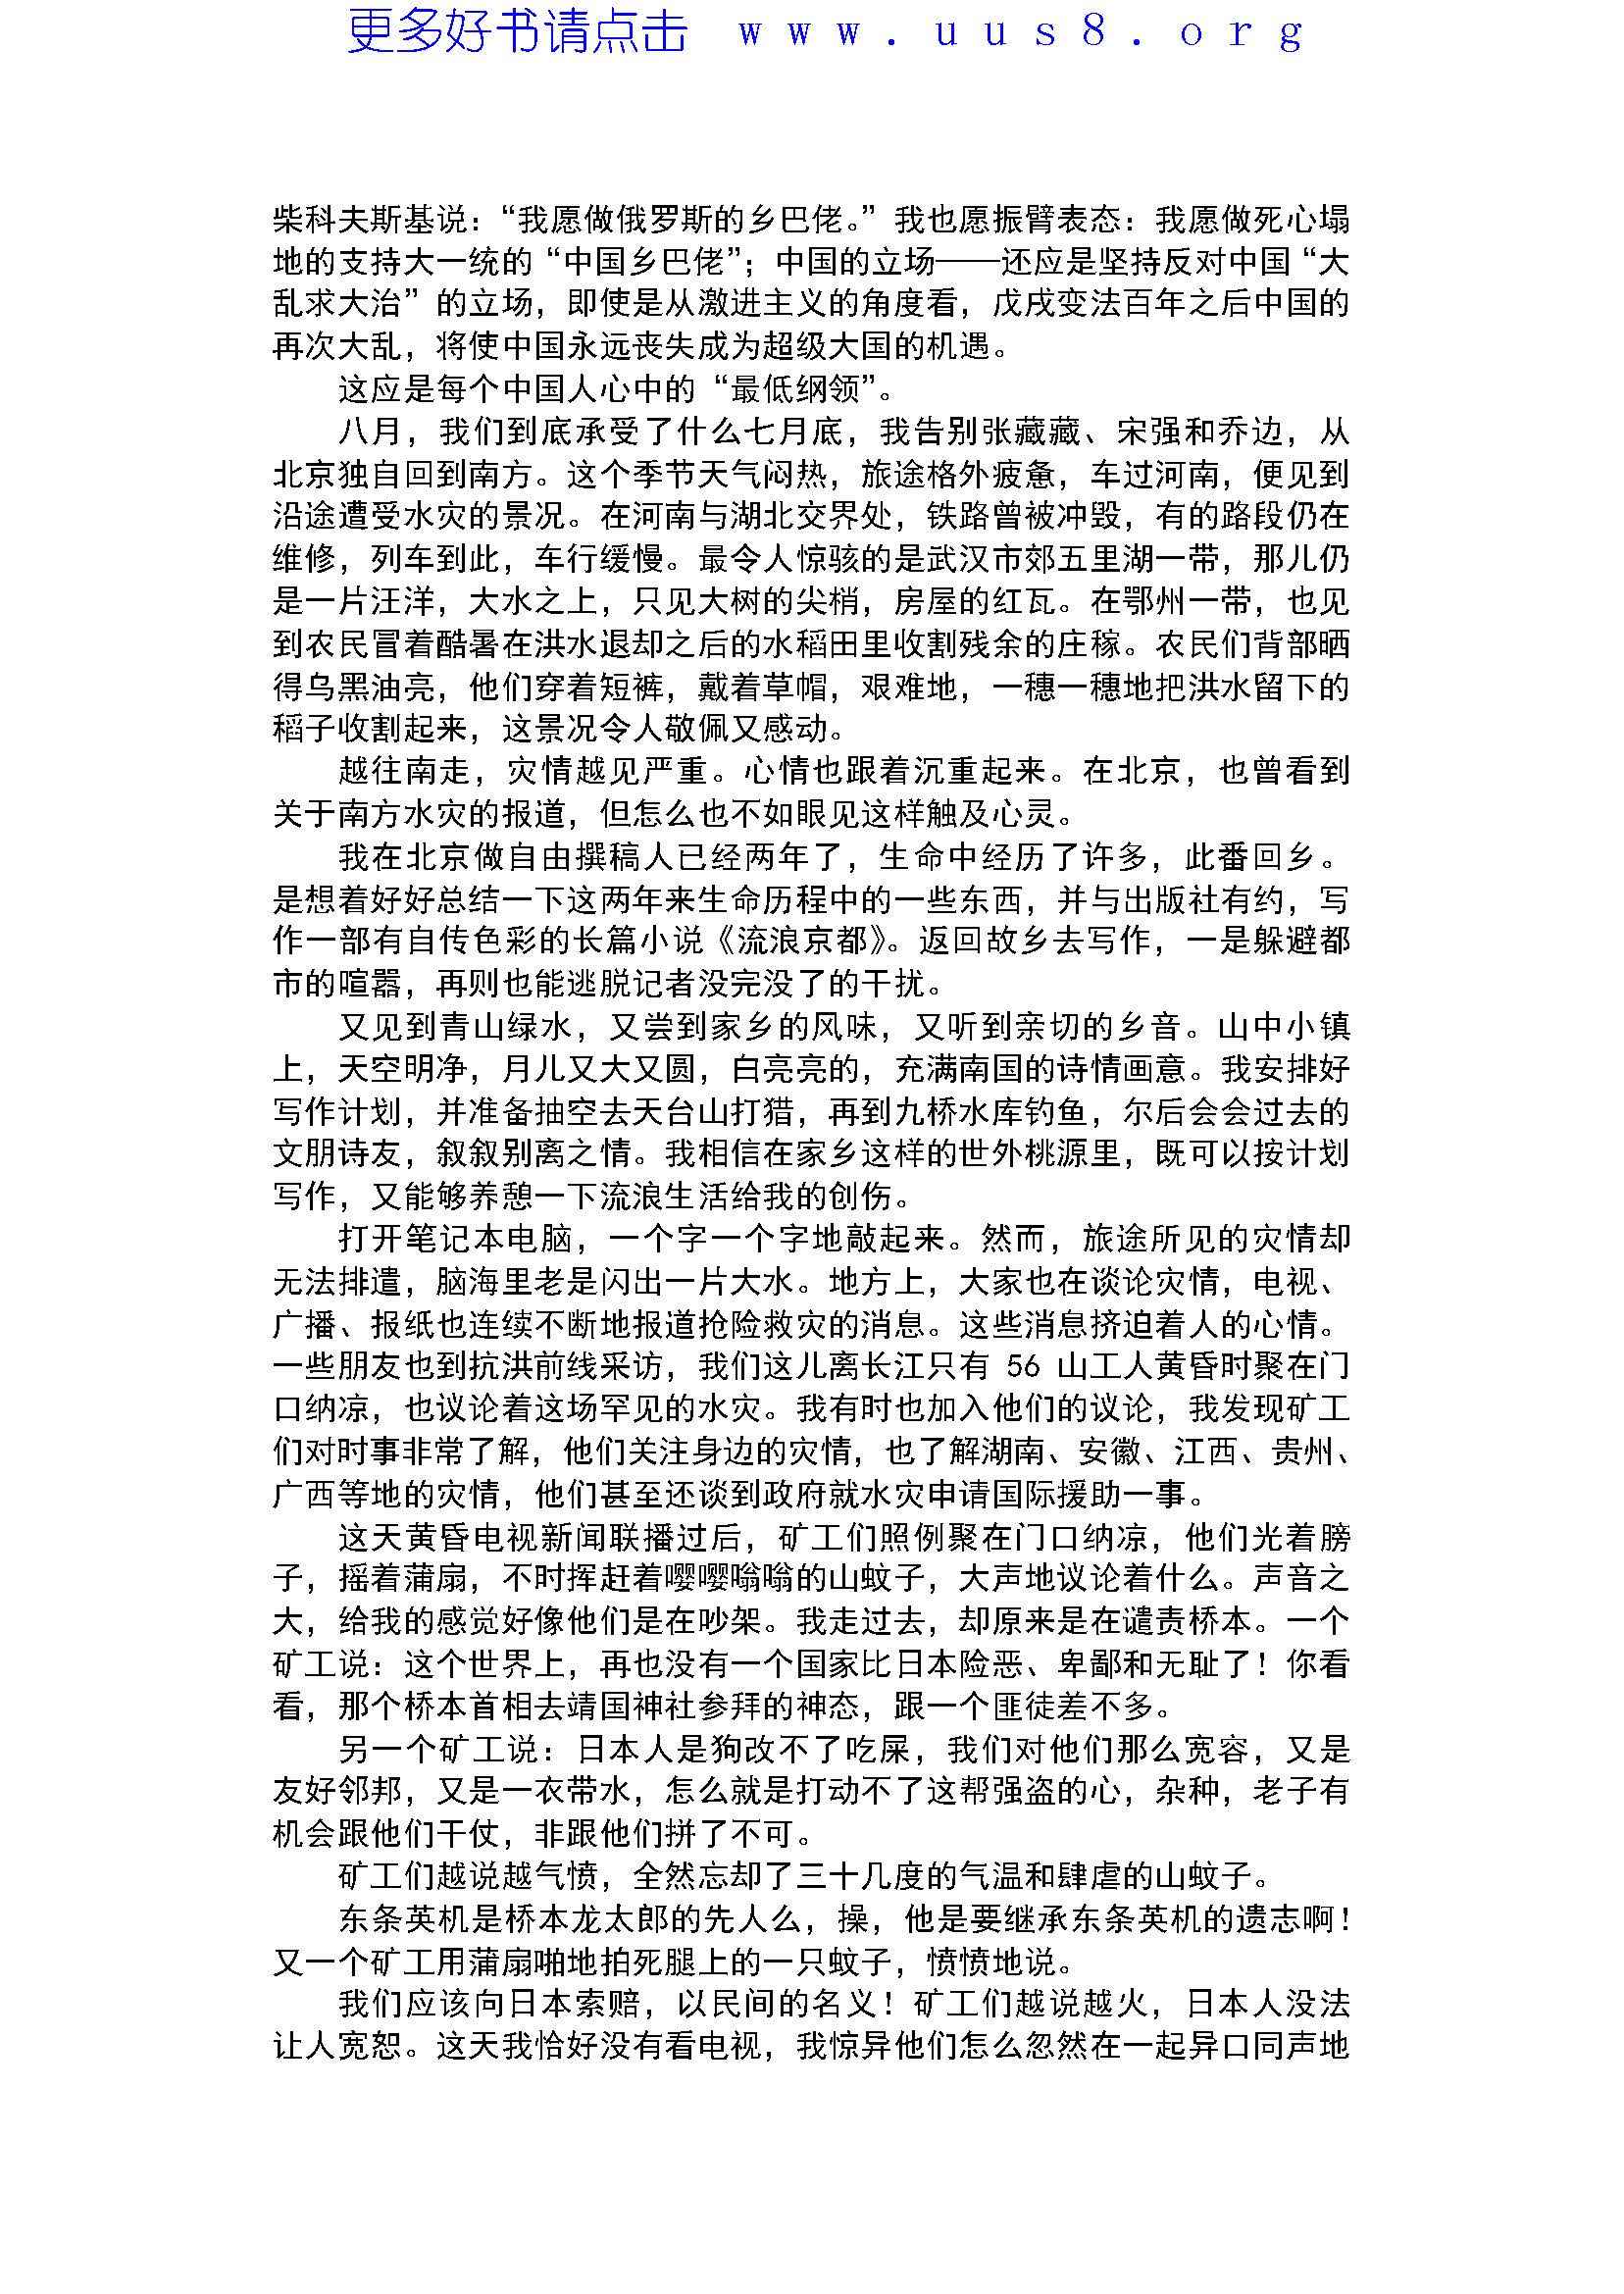 更多好书请点击 www.uus8.org
柴科夫斯基说：“我愿做俄罗斯的乡巴佬。”我也愿振臂表态：我愿做死心塌
地的支持大一统的“中国乡巴佬”；中国的立场——还应是坚持反对中国“大
乱求大治”的立场，即使是从激进主义的角度看，戊戌变法百年之后中国的
再次大乱，将使中国永远丧失成为超级大国的机遇。
这应是每个中国人心中的“最低纲领”。
八月，我们到底承受了什么七月底，我告别张藏藏、宋强和乔边，从
北京独自回到南方。这个季节天气闷热，旅途格外疲惫，车过河南，便见到
沿途遭受水灾的景况。在河南与湖北交界处，铁路曾被冲毁，有的路段仍在
维修，列车到此，车行缓慢。最令人惊骇的是武汉市郊五里湖一带，那儿仍
是一片汪洋，大水之上，只见大树的尖梢，房屋的红瓦。在鄂州一带，也见
到农民冒着酷暑在洪水退却之后的水稻田里收割残余的庄稼。农民们背部晒
得乌黑油亮，他们穿着短裤，戴着草帽，艰难地，一穗一穗地把洪水留下的
稻子收割起来，这景况令人敬佩又感动。
越往南走，灾情越见严重。心情也跟着沉重起来。在北京，也曾看到
关于南方水灾的报道，但怎么也不如眼见这样触及心灵。
我在北京做自由撰稿人已经两年了，生命中经历了许多，此番回乡。
是想着好好总结一下这两年来生命历程中的一些东西，并与出版社有约，写
作一部有自传色彩的长篇小说《流浪京都》。返回故乡去写作，一是躲避都
市的喧嚣，再则也能逃脱记者没完没了的干扰。
又见到青山绿水，又尝到家乡的风味，又听到亲切的乡音。山中小镇
上，天空明净，月儿又大又圆，白亮亮的，充满南国的诗情画意。我安排好
写作计划，并准备抽空去天台山打猎，再到九桥水库钓鱼，尔后会会过去的
文朋诗友，叙叙别离之情。我相信在家乡这样的世外桃源里，既可以按计划
写作，又能够养憩一下流浪生活给我的创伤。
打开笔记本电脑，一个字一个字地敲起来。然而，旅途所见的灾情却
无法排遣，脑海里老是闪出一片大水。地方上，大家也在谈论灾情，电视、
广播、报纸也连续不断地报道抢险救灾的消息。这些消息挤迫着人的心情。
一些朋友也到抗洪前线采访，我们这儿离长江只有 56 山工人黄昏时聚在门
口纳凉，也议论着这场罕见的水灾。我有时也加入他们的议论，我发现矿工
们对时事非常了解，他们关注身边的灾情，也了解湖南、安徽、江西、贵州、
广西等地的灾情，他们甚至还谈到政府就水灾申请国际援助一事。
这天黄昏电视新闻联播过后，矿工们照例聚在门口纳凉，他们光着膀
子，摇着蒲扇，不时挥赶着嘤嘤嗡嗡的山蚊子，大声地议论着什么。声音之
大，给我的感觉好像他们是在吵架。我走过去，却原来是在谴责桥本。一个
矿工说：这个世界上，再也没有一个国家比日本险恶、卑鄙和无耻了！你看
看，那个桥本首相去靖国神社参拜的神态，跟一个匪徒差不多。
另一个矿工说：日本人是狗改不了吃屎，我们对他们那么宽容，又是
友好邻邦，又是一衣带水，怎么就是打动不了这帮强盗的心，杂种，老子有
机会跟他们干仗，非跟他们拼了不可。
矿工们越说越气愤，全然忘却了三十几度的气温和肆虐的山蚊子。
东条英机是桥本龙太郎的先人么，操，他是要继承东条英机的遗志啊！
又一个矿工用蒲扇啪地拍死腿上的一只蚊子，愤愤地说。
我们应该向日本索赔，以民间的名义！矿工们越说越火，日本人没法
让人宽恕。这天我恰好没有看电视，我惊异他们怎么忽然在一起异口同声地